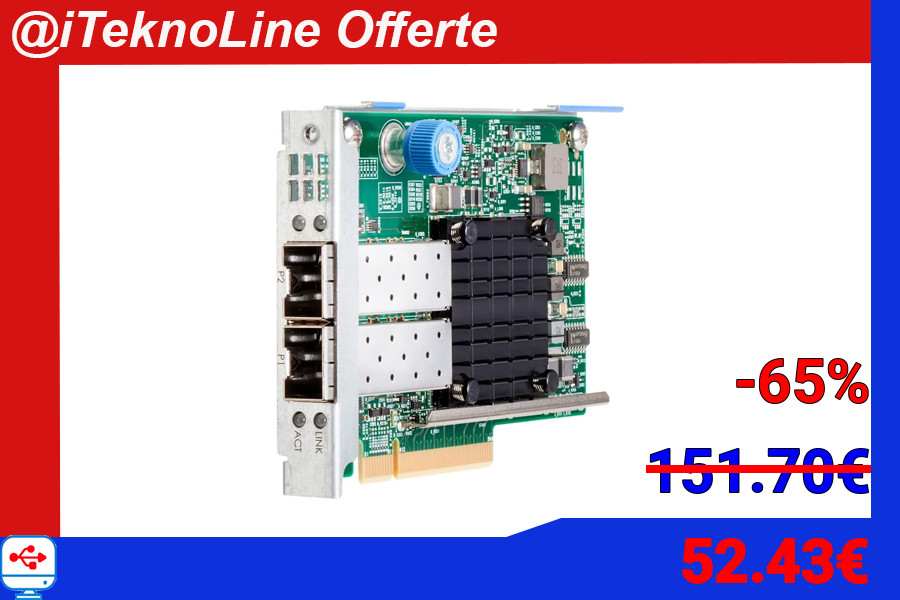 @iTeknoLine Offerte
P2
P1
ACT
LINK
-65%
151.70€
52.43€